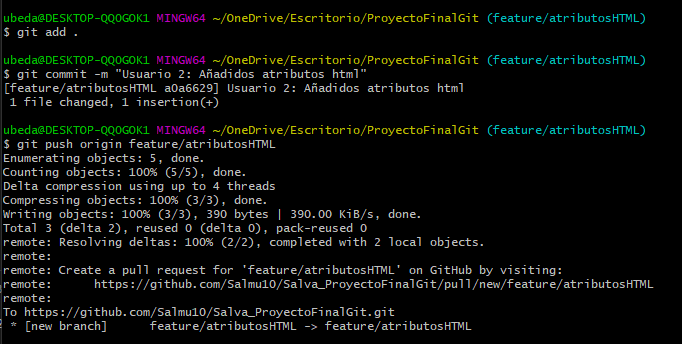 ubeda@DESKTOP-QQOGOK1 MINGW64 ~/OneDrive/Escritorio/ProyectoFinalGit (feature/atributosHTML)
$ git add .
ubeda@DESKTOP-QQOGOK1 MINGW64 ~/OneDrive/Escritorio/ProyectoFinalGit (feature/atributosHTML)
$ git commit -m "Usuario 2: Añadidos atributos html"
[feature/atributosHTML a0a6629] Usuario 2: Añadidos atributos html
 1 file changed, 1 insertion(+)
ubeda@DESKTOP-QQOGOK1 MINGW64 ~/OneDrive/Escritorio/ProyectoFinalGit (feature/atributosHTML)
$ git push origin feature/atributosHTML
Enumerating objects: 5, done.
Counting objects: 100% (5/5), done.
Delta compression using up to 4 threads
Compressing objects: 100% (3/3), done.
Writing objects: 100% (3/3), 390 bytes | 390.00 KiB/s, done.
Total 3 (delta 2), reused 0 (delta 0), pack-reused 0
remote: Resolving deltas: 100% (2/2), completed with 2 local objects.
remote:
remote: Create a pull request for 'feature/atributosHTML' on GitHub by visiting:
remote:      https://github.com/Salmu10/Salva_ProyectoFinalGit/pull/new/feature/atributosHTML
remote:
To https://github.com/Salmu10/Salva_ProyectoFinalGit.git
 * [new branch]      feature/atributosHTML -> feature/atributosHTML